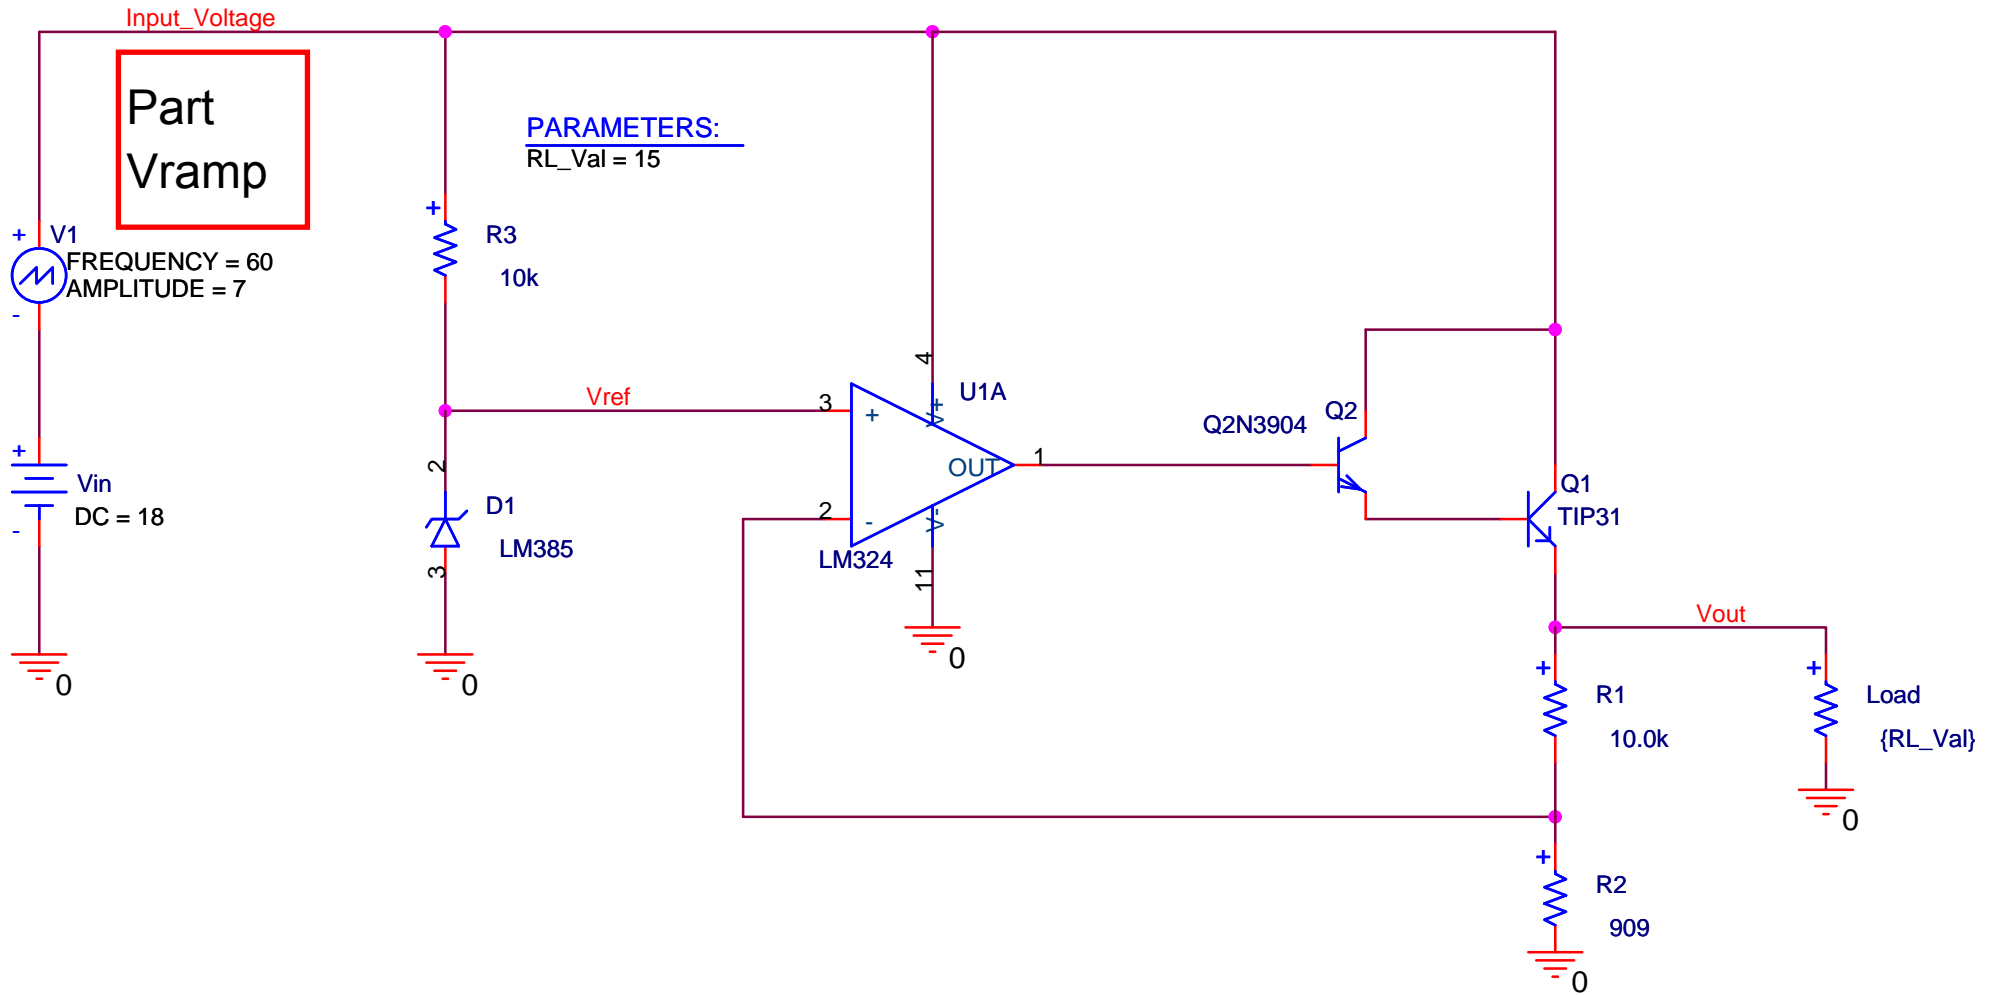 Input_Voltage
Part
Vramp
PARAMETERS:
RL_Val = 15
+
V1
FREQUENCY = 60
AMPLITUDE = 7
-
+
R3
10k
+
Vin
DC = 18
-
0
Vref
2
D1
LM385
3
0
4
U1A
3
+
V+
OUT
1
2
-
V-
LM324
11
0
Q2N3904
Q2
Q1
TIP31
Vout
+
R1
10.0k
+
Load
{RL_Val}
0
+
R2
909
0